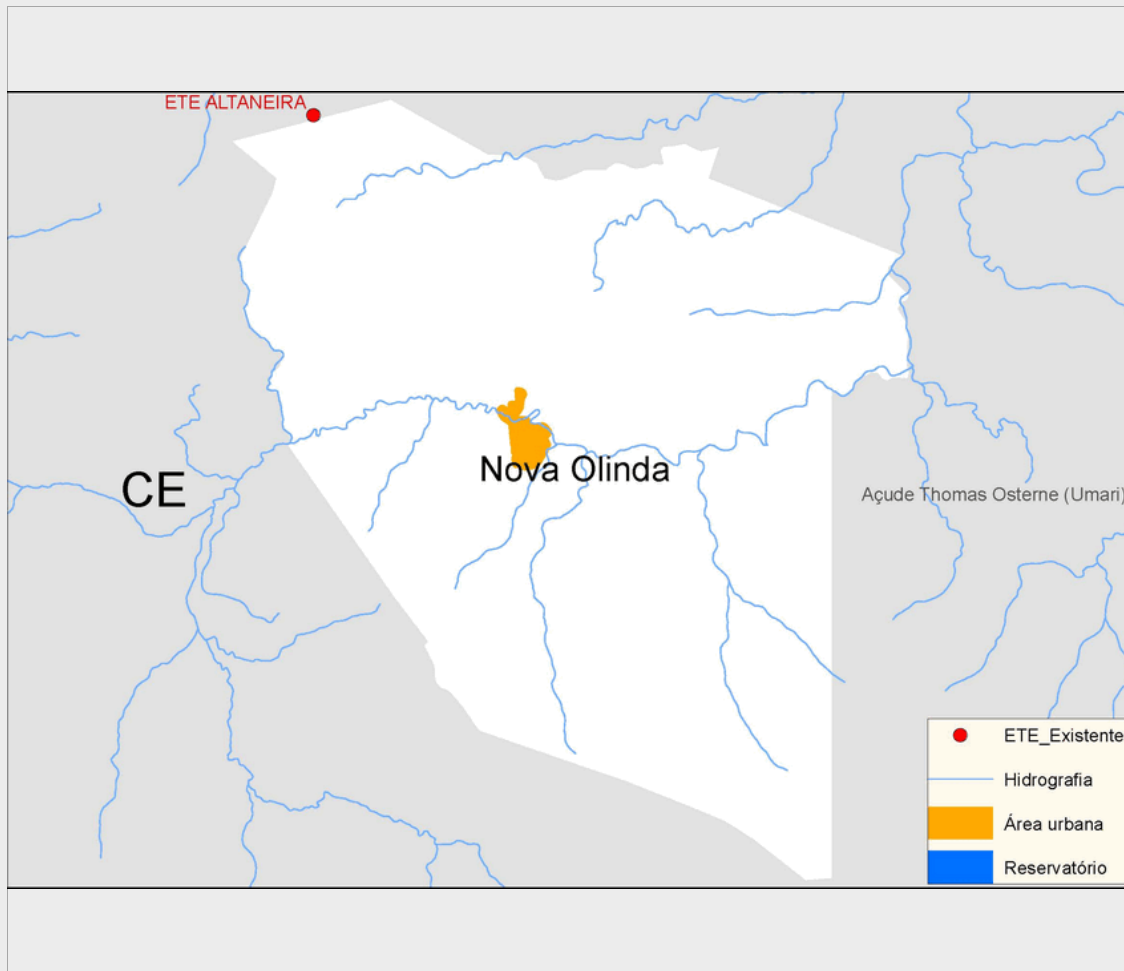 ETE ALTANEIRA
Nova Olinda
CE
Açude Thomas Osterne (Umari)
ETE_Existente
Hidrografia
Área urbana
Reservatório